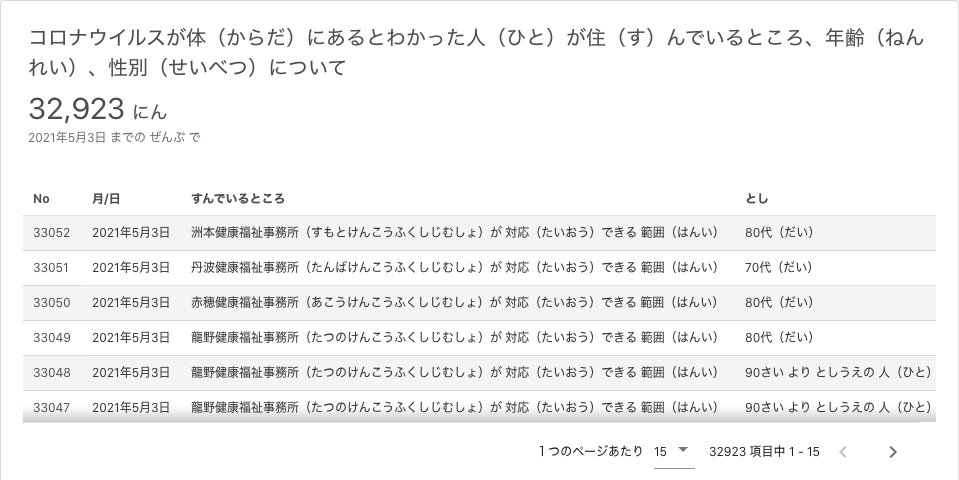 コロナウイルスが体（からだ）にあるとわかった人（ひと）が住（す）んでいるところ、年齢（ねん
れい）、性別（せいべつ）について
32,923 にん
2021年5月3日 までの ぜんぶ で
No 月/日 すんでいるところ とし
33052 2021年5月3日 洲本健康福祉事務所（すもとけんこうふくしじむしょ）が 対応（たいおう）できる 範囲（はんい） 80代（だい）
33051 2021年5月3日 丹波健康福祉事務所（たんばけんこうふくしじむしょ）が 対応（たいおう）できる 範囲（はんい） 70代（だい）
33050 2021年5月3日 赤穂健康福祉事務所（あこうけんこうふくしじむしょ）が 対応（たいおう）できる 範囲（はんい） 80代（だい）
33049 2021年5月3日 龍野健康福祉事務所（たつのけんこうふくしじむしょ）が 対応（たいおう）できる 範囲（はんい） 80代（だい）
33048 2021年5月3日 龍野健康福祉事務所（たつのけんこうふくしじむしょ）が 対応（たいおう）できる 範囲（はんい） 90さい より としうえの 人（ひと）
33047 2021年5月3日 龍野健康福祉事務所（たつのけんこうふくしじむしょ）が 対応（たいおう）できる 範囲（はんい） 90さい より としうえの 人（ひと）
1 つのページあたり 15 32923 項目中 1 - 15